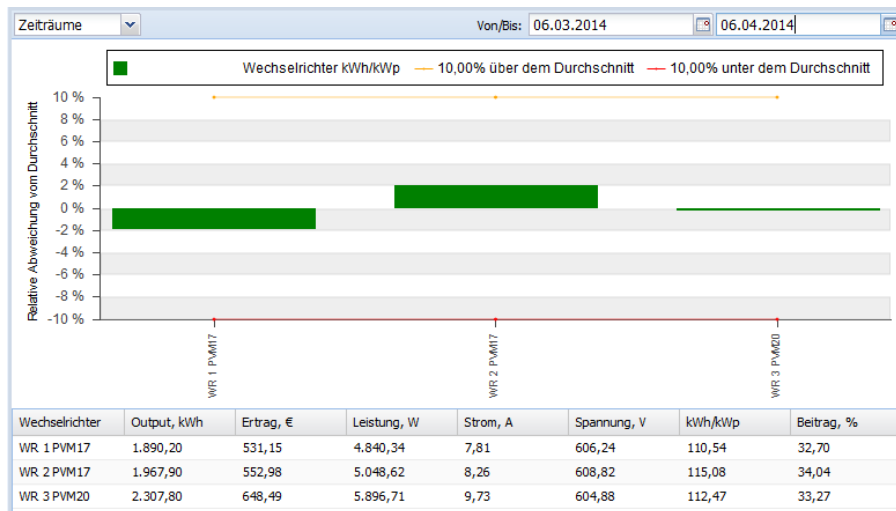 Zeiträume Von/Bis: 06.03.2014 06.04.2014
Wechselrichter kWh/kWp 10,00% über dem Durchschnitt 10,00% unter dem Durchschnitt
Relative Abweichung vom Durchschnitt
10 %
8 %
6 %
4 %
2 %
0 %
-2 %
-4 %
-6 %
-8 %
-10 %
WR 1 PVM17
WR 2 PVM17
WR 3 PVM20
Wechselrichter Output, kWh Ertrag, € Leistung, W Strom, A Spannung, V kWh/kWp Beitrag, %
WR 1 PVM17 1.890,20 531,15 4.840,34 7,81 606,24 110,54 32,70
WR 2 PVM17 1.967,90 552,98 5.048,62 8,26 608,82 115,08 34,04
WR 3 PVM20 2.307,80 648,49 5.896,71 9,73 604,88 112,47 33,27